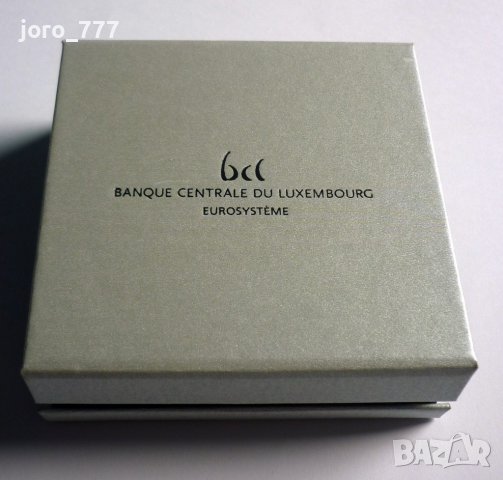 joro_777
bcl
BANQUE CENTRALE DU LUXEMBOURG
EUROSYSTÈME
BAZAR